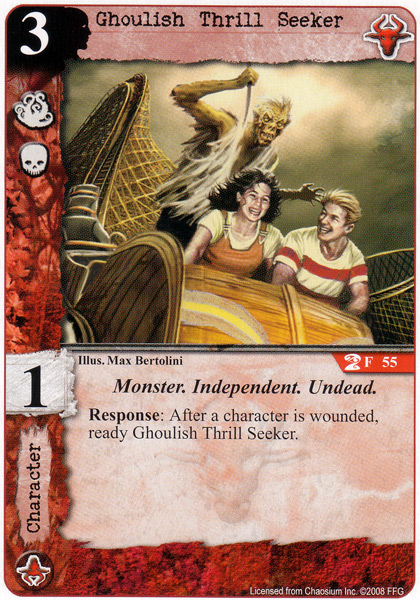 3
Ghoulish Thrill Seeker
Illus. Max Bertolini
F 55
1
Monster. Independent. Undead.
Response: After a character is wounded,
ready Ghoulish Thrill Seeker.
Character
Licensed from Chaosium Inc. ©2008 FFG